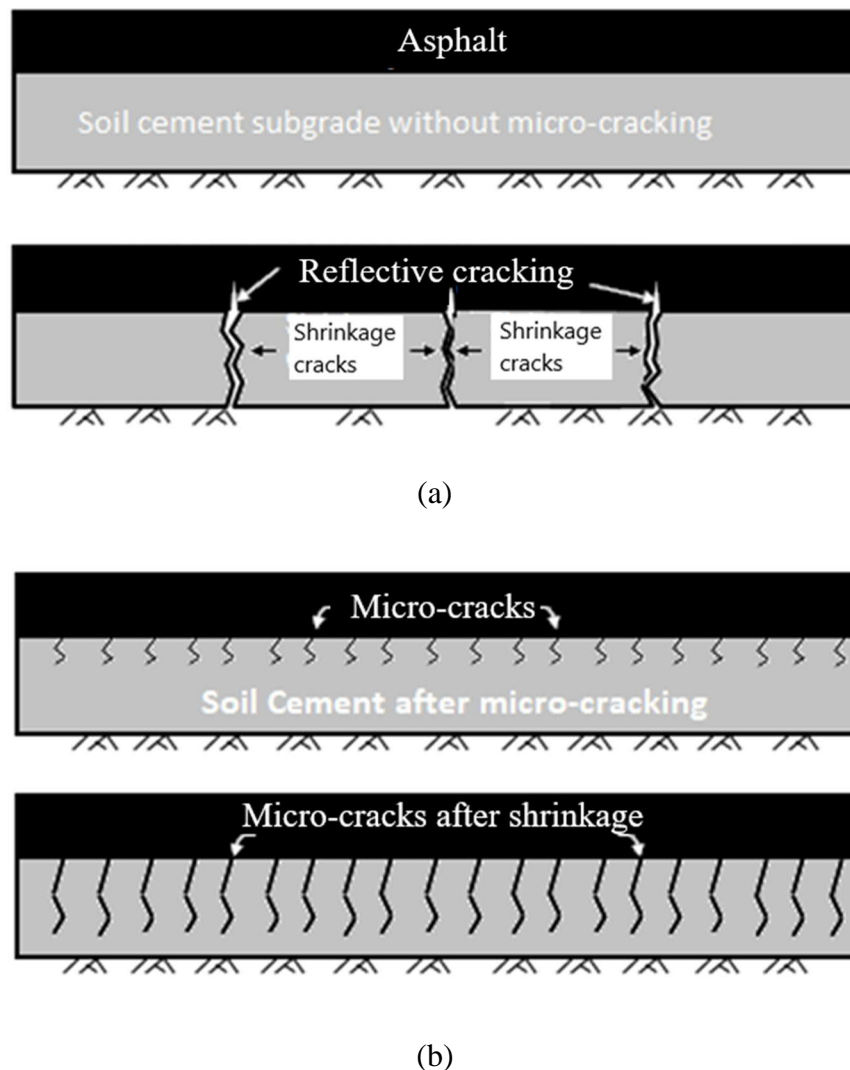 Asphalt
Soil cement subgrade without micro-cracking
Reflective cracking
Shrinkage
cracks
Shrinkage
cracks
(a)
Micro-cracks
Soil Cement after micro-cracking
Micro-cracks after shrinkage
(b)